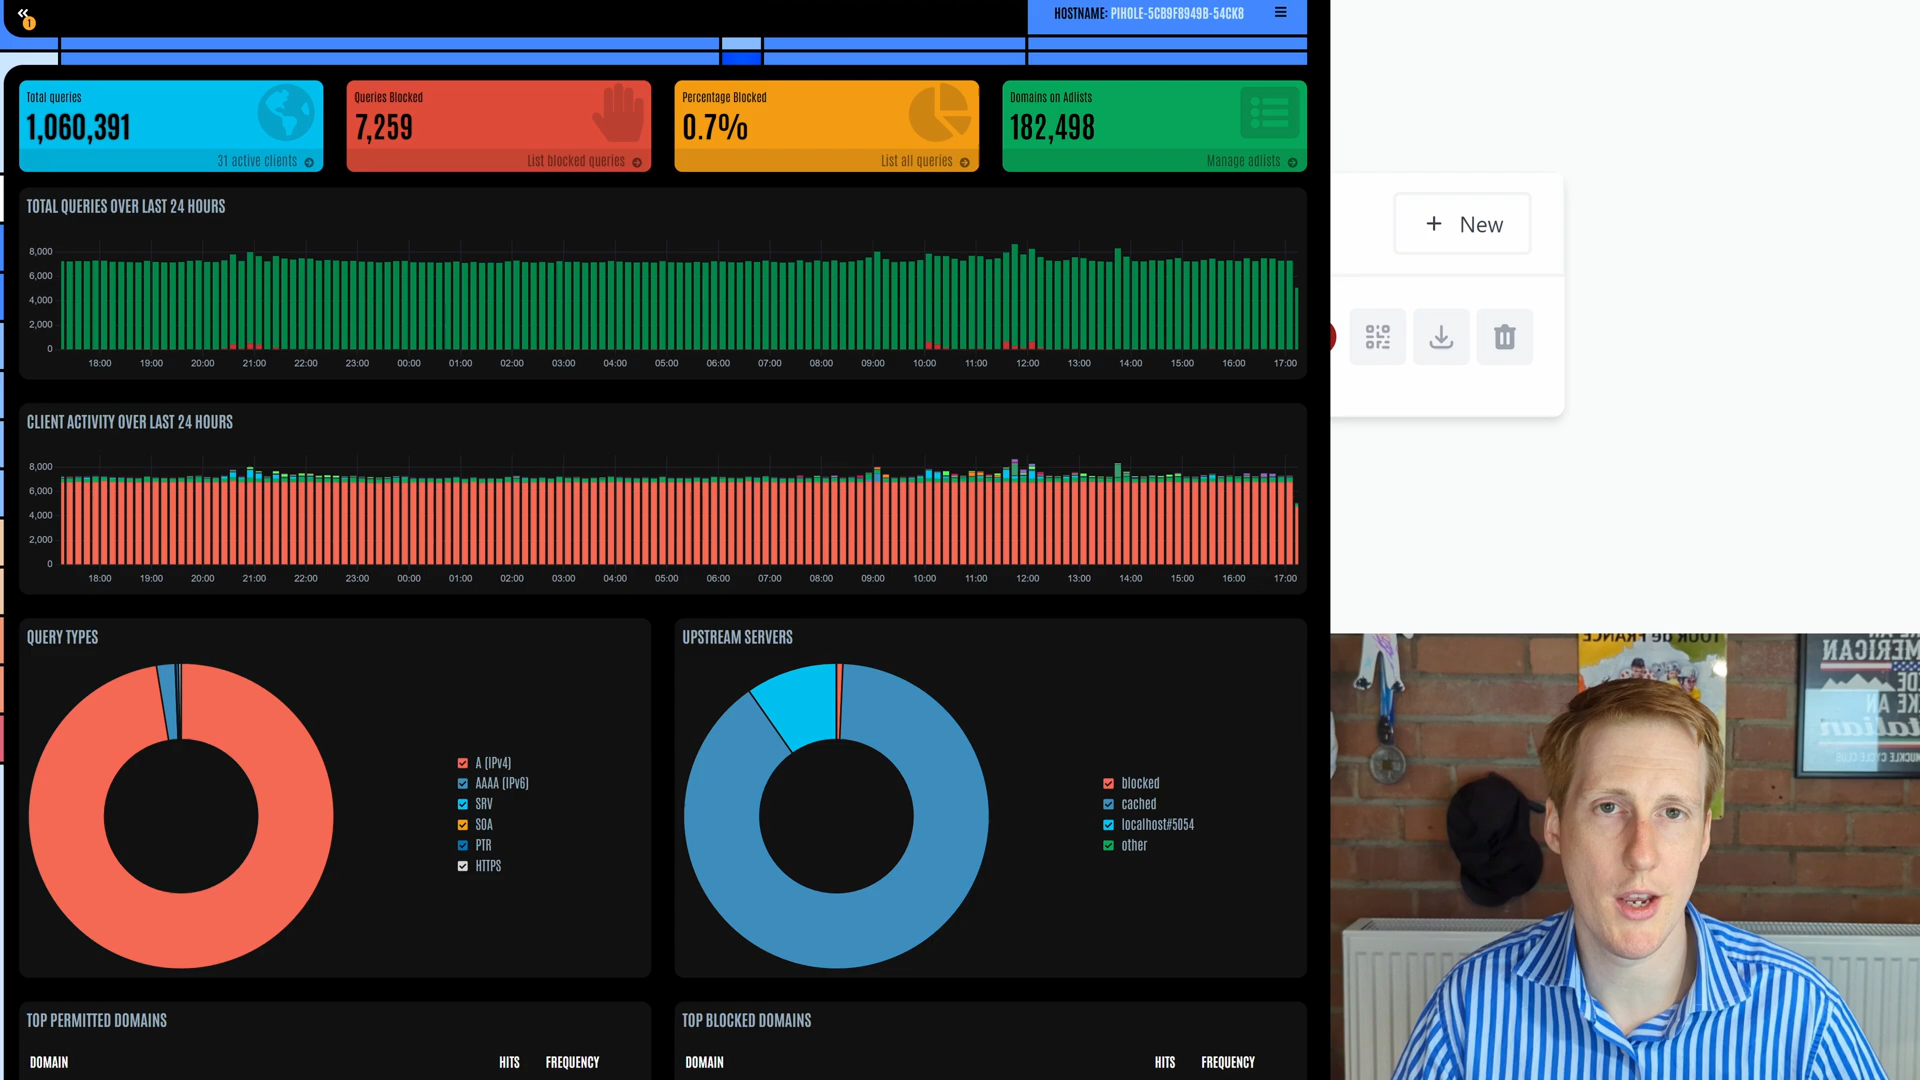 1
HOSTNAME: PIHOLE-5CB9F8949B-54CK8
Total queries
1,060,391
31 active clients
Queries Blocked
7,259
List blocked queries
Percentage Blocked
0.7%
List all queries
Domains on Adlists
182,498
Manage adlists
New
TOTAL QUERIES OVER LAST 24 HOURS
8,000
6,000
4,000
2,000
0
18:00 19:00 20:00 21:00 22:00 23:00 00:00 01:00 02:00 03:00 04:00 05:00 06:00 07:00 08:00 09:00 10:00 11:00 12:00 13:00 14:00 15:00 16:00 17:00
CLIENT ACTIVITY OVER LAST 24 HOURS
8,000
6,000
4,000
2,000
0
18:00 19:00 20:00 21:00 22:00 23:00 00:00 01:00 02:00 03:00 04:00 05:00 06:00 07:00 08:00 09:00 10:00 11:00 12:00 13:00 14:00 15:00 16:00 17:00
QUERY TYPES
A (IPv4)
AAAA (IPv6)
SRV
SOA
PTR
HTTPS
UPSTREAM SERVERS
blocked
cached
localhost#5054
other
TOUR de FRANCE
MERICAN
Italian
TOP PERMITTED DOMAINS
DOMAIN HITS FREQUENCY
TOP BLOCKED DOMAINS
DOMAIN HITS FREQUENCY